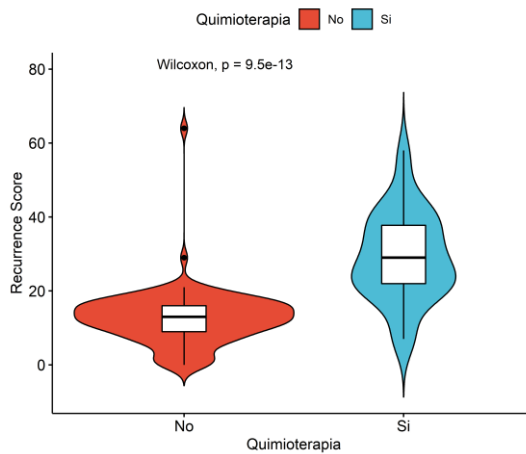 Quimioterapia No Si
Wilcoxon, p = 9.5e-13
80
60
40
20
0
Recurrence Score
No Si
Quimioterapia